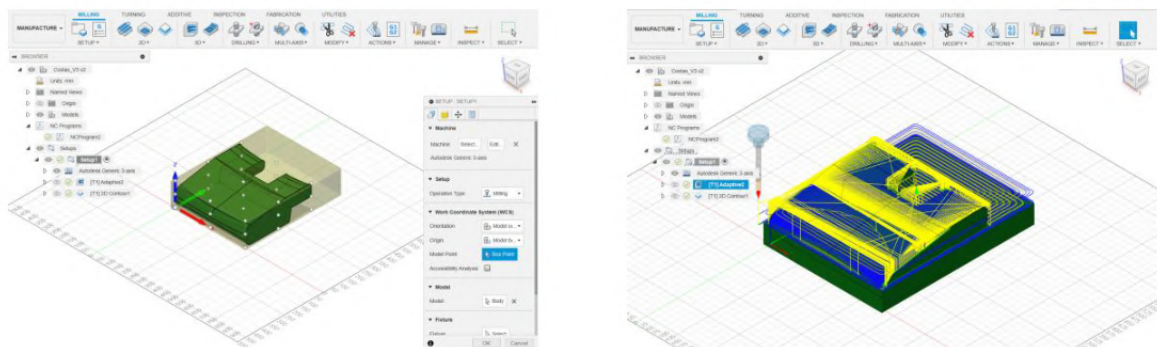 MILLING TURNING ADDITIVE INSPECTION FABRICATION UTILITIES
MANUFACTURE
SETUP 2D 3D DRILLING MULTI-AXIS MODIFY ACTIONS MANAGE INSPECT SELECT
BROWSER
Units: mm
Named Views
Origin
Models
NC Programs
NCProgram2
Setups
Setup1
Autodesk Generic 3-axis
[T1] Adaptive2
[T1] 2D Contour1
SETUP : SETUP1
Machine
Machine Select... Edit...
Autodesk Generic 3-axis
Setup
Operation Type Milling
Work Coordinate System (WCS)
Orientation
Origin
Model Point Box Point
Accessibility Analysis
Model
Model Body
Fixture
Fixture Select
OK Cancel
MILLING TURNING ADDITIVE INSPECTION FABRICATION UTILITIES
MANUFACTURE
SETUP 2D 3D DRILLING MULTI-AXIS MODIFY ACTIONS MANAGE INSPECT SELECT
BROWSER
Units: mm
Named Views
Origin
Models
NC Programs
NCProgram2
Setups
Setup1
Autodesk Generic 3-axis
[T1] Adaptive2
[T1] 2D Contour1